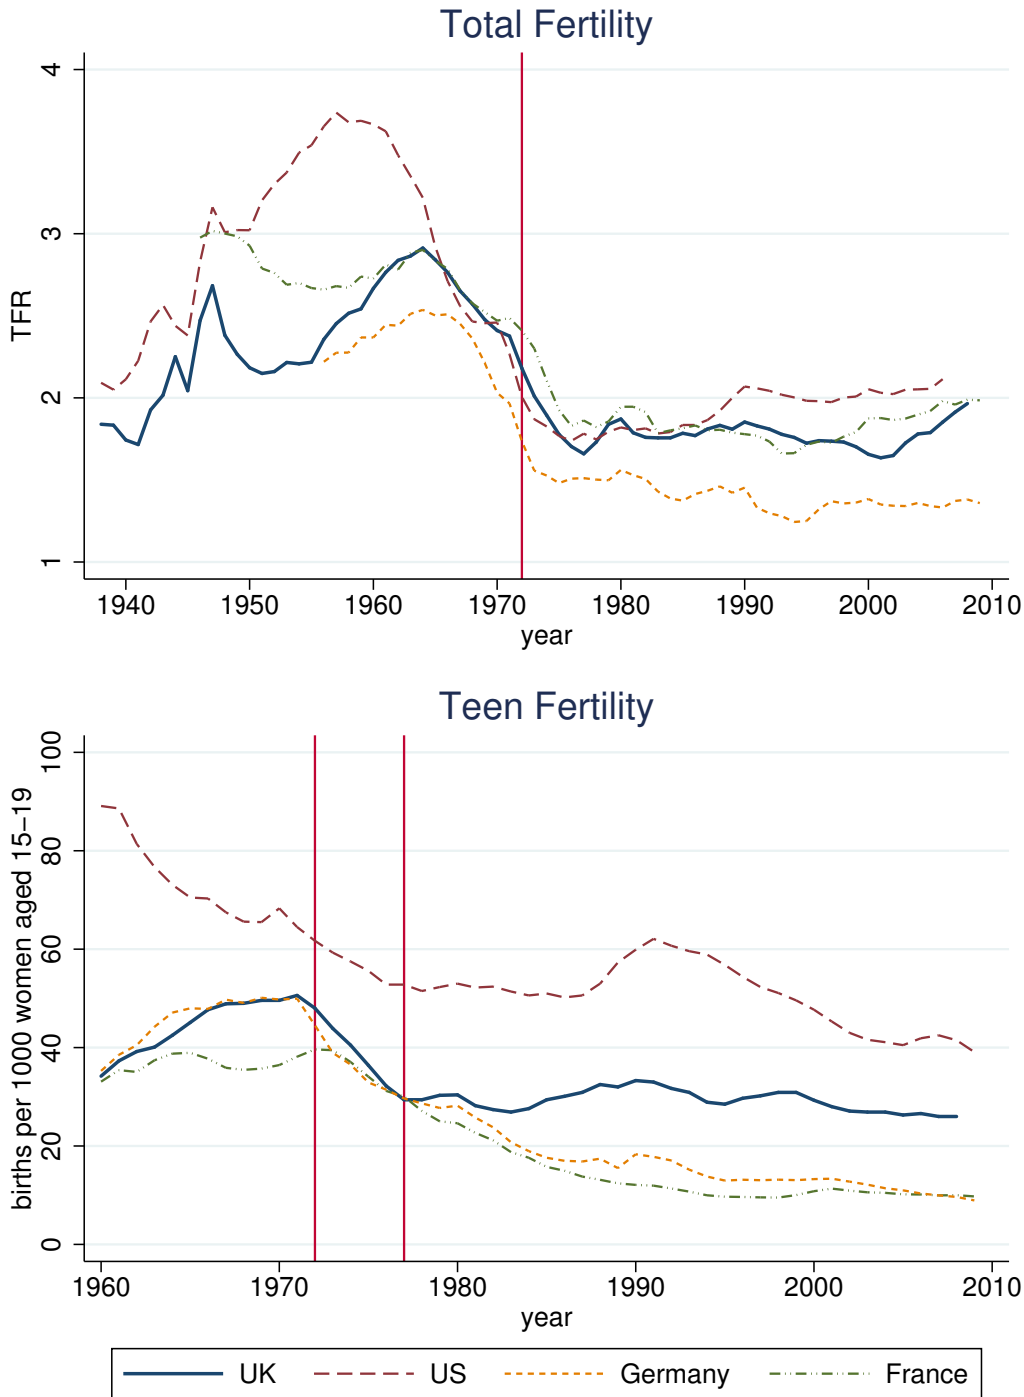 Total Fertility
TFR
4
3
2
1
1940 1950 1960 1970 1980 1990 2000 2010
year
Teen Fertility
births per 1000 women aged 15−19
100
80
60
40
20
0
1960 1970 1980 1990 2000 2010
year
UK US Germany France